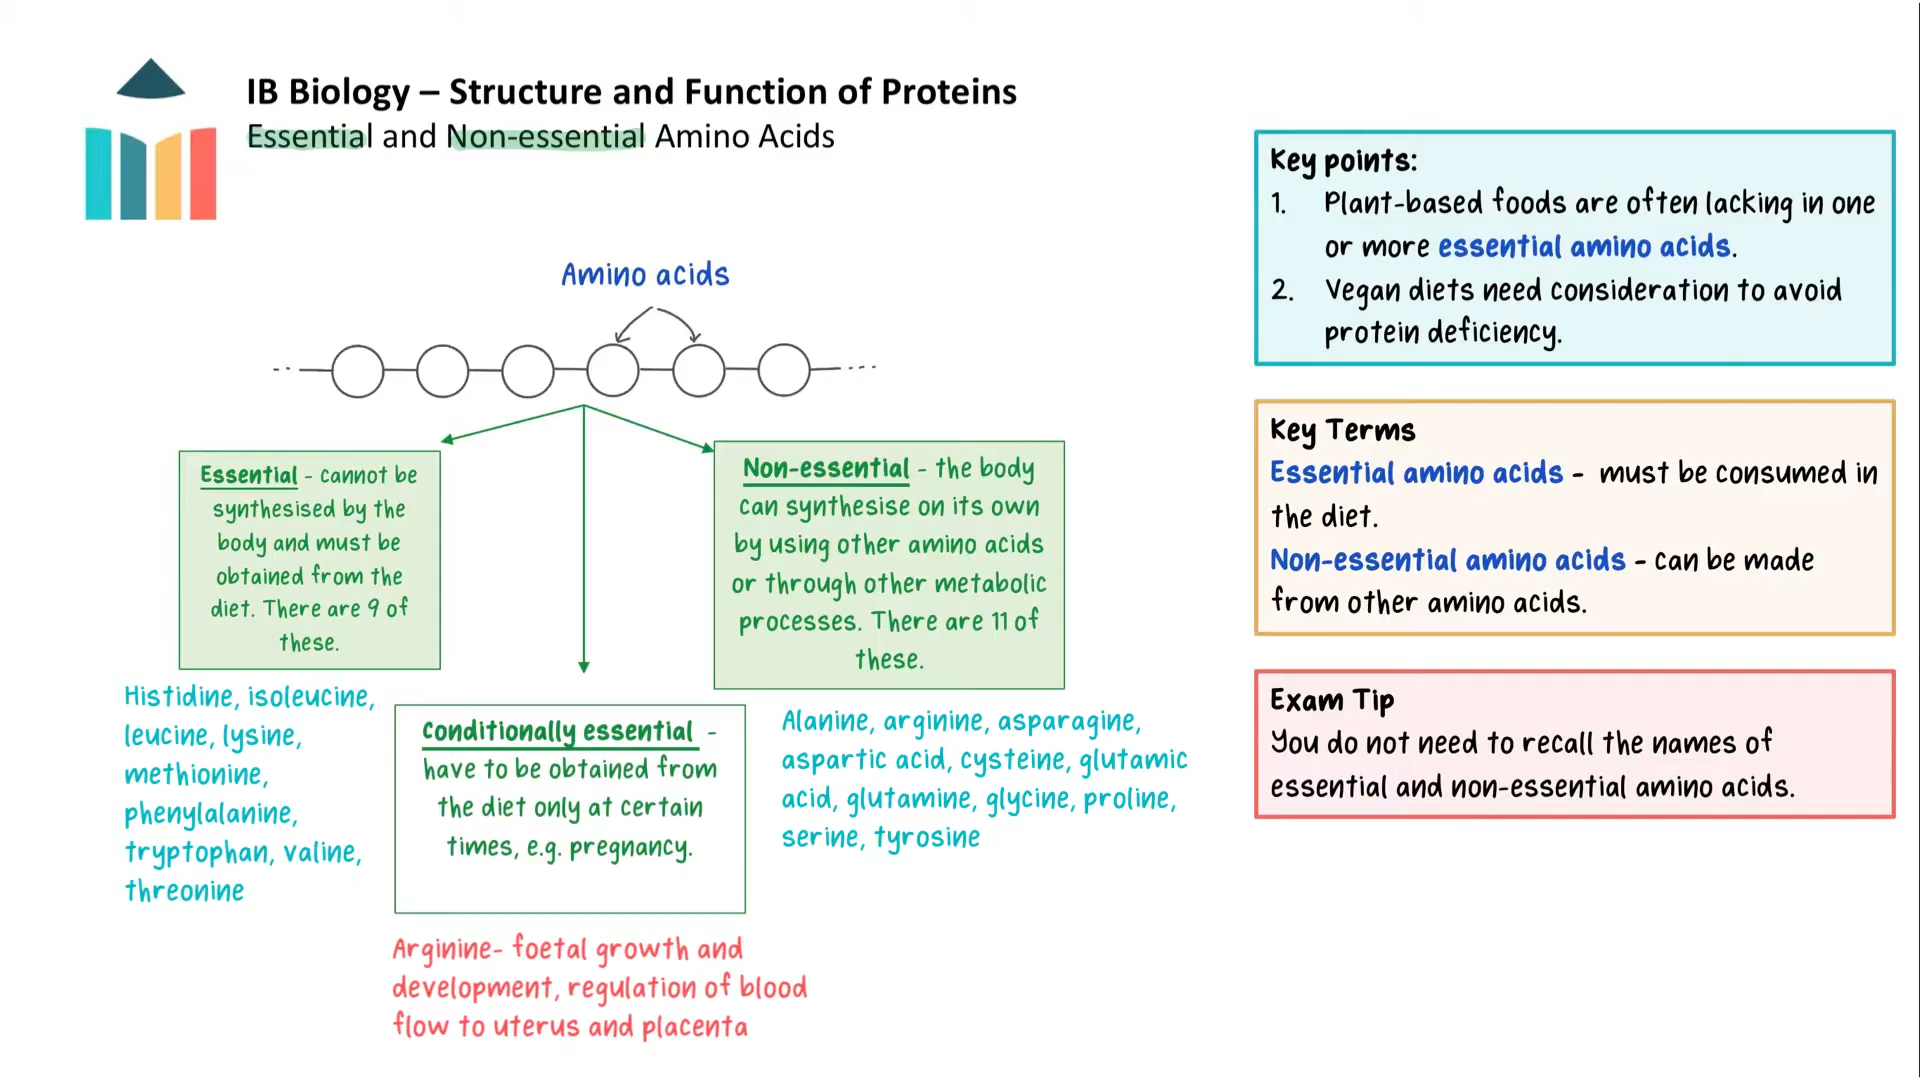 IB Biology – Structure and Function of Proteins
Essential and Non-essential Amino Acids
Amino acids
Essential - cannot be
synthesised by the
body and must be
obtained from the
diet. There are 9 of
these.
Histidine, isoleucine,
leucine, lysine,
methionine,
phenylalanine,
tryptophan, valine,
threonine
Conditionally essential -
have to be obtained from
the diet only at certain
times, e.g. pregnancy.
Arginine- foetal growth and
development, regulation of blood
flow to uterus and placenta
Non-essential - the body
can synthesise on its own
by using other amino acids
or through other metabolic
processes. There are 11 of
these.
Alanine, arginine, asparagine,
aspartic acid, cysteine, glutamic
acid, glutamine, glycine, proline,
serine, tyrosine
Key points:
1. Plant-based foods are often lacking in one
or more essential amino acids.
2. Vegan diets need consideration to avoid
protein deficiency.
Key Terms
Essential amino acids - must be consumed in
the diet.
Non-essential amino acids - can be made
from other amino acids.
Exam Tip
You do not need to recall the names of
essential and non-essential amino acids.